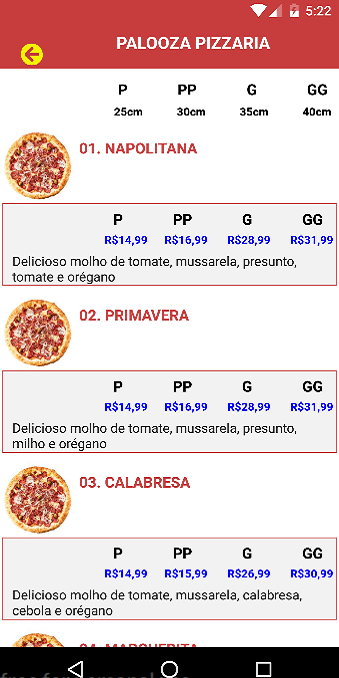 5:22
PALOOZA PIZZARIA
P PP G GG
25cm 30cm 35cm 40cm
01. NAPOLITANA
P PP G GG
R$14,99 R$16,99 R$28,99 R$31,99
Delicioso molho de tomate, mussarela, presunto,
tomate e orégano
02. PRIMAVERA
P PP G GG
R$14,99 R$16,99 R$28,99 R$31,99
Delicioso molho de tomate, mussarela, presunto,
milho e orégano
03. CALABRESA
P PP G GG
R$14,99 R$15,99 R$26,99 R$30,99
Delicioso molho de tomate, mussarela, calabresa,
cebola e orégano
04. MARGHERITA